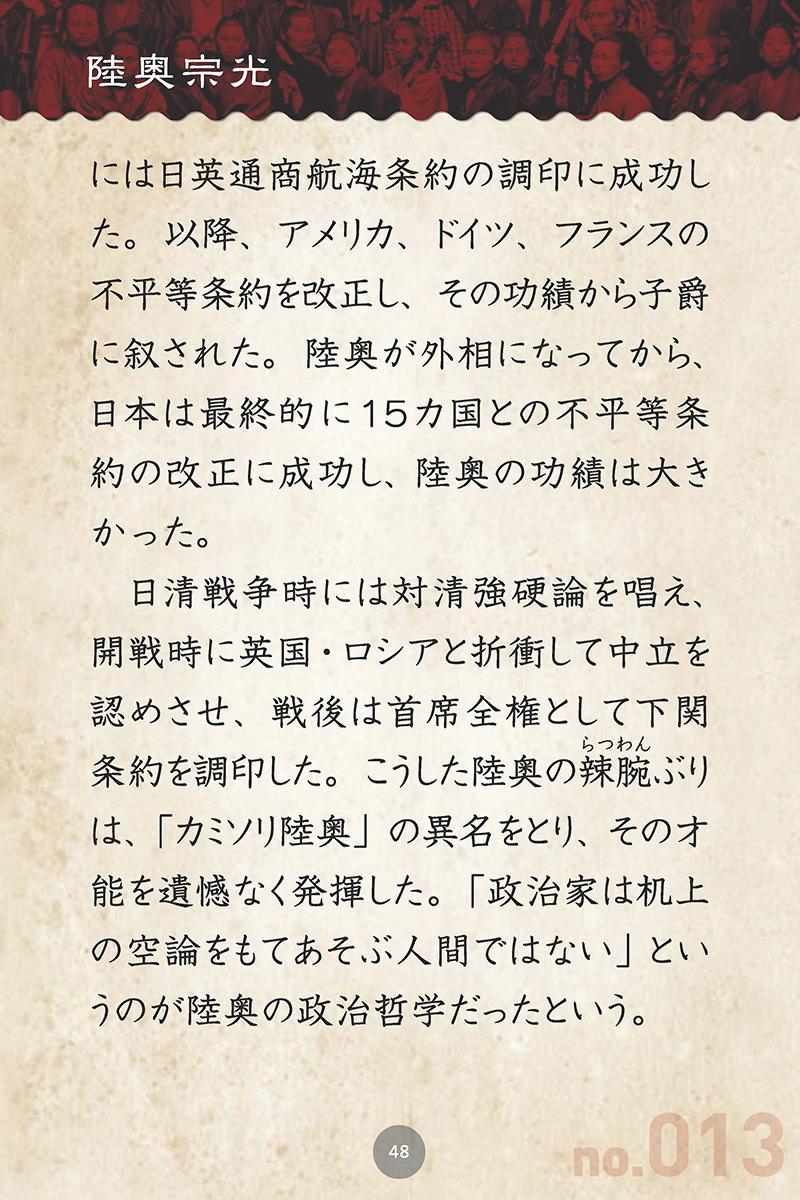 陸奥宗光
には日英通商航海条約の調印に成功し
た。以降、アメリカ、ドイツ、フランスの
不平等条約を改正し、その功績から子爵
に叙された。陸奥が外相になってから、
日本は最終的に15カ国との不平等条
約の改正に成功し、陸奥の功績は大き
かった。
日清戦争時には対清強硬論を唱え、
開戦時に英国・ロシアと折衝して中立を
認めさせ、戦後は首席全権として下関
らつわん
条約を調印した。こうした陸奥の辣腕ぶり
は、「カミソリ陸奥」の異名をとり、その才
能を遺憾なく発揮した。「政治家は机上
の空論をもてあそぶ人間ではない」とい
うのが陸奥の政治哲学だったという。
48
no.013